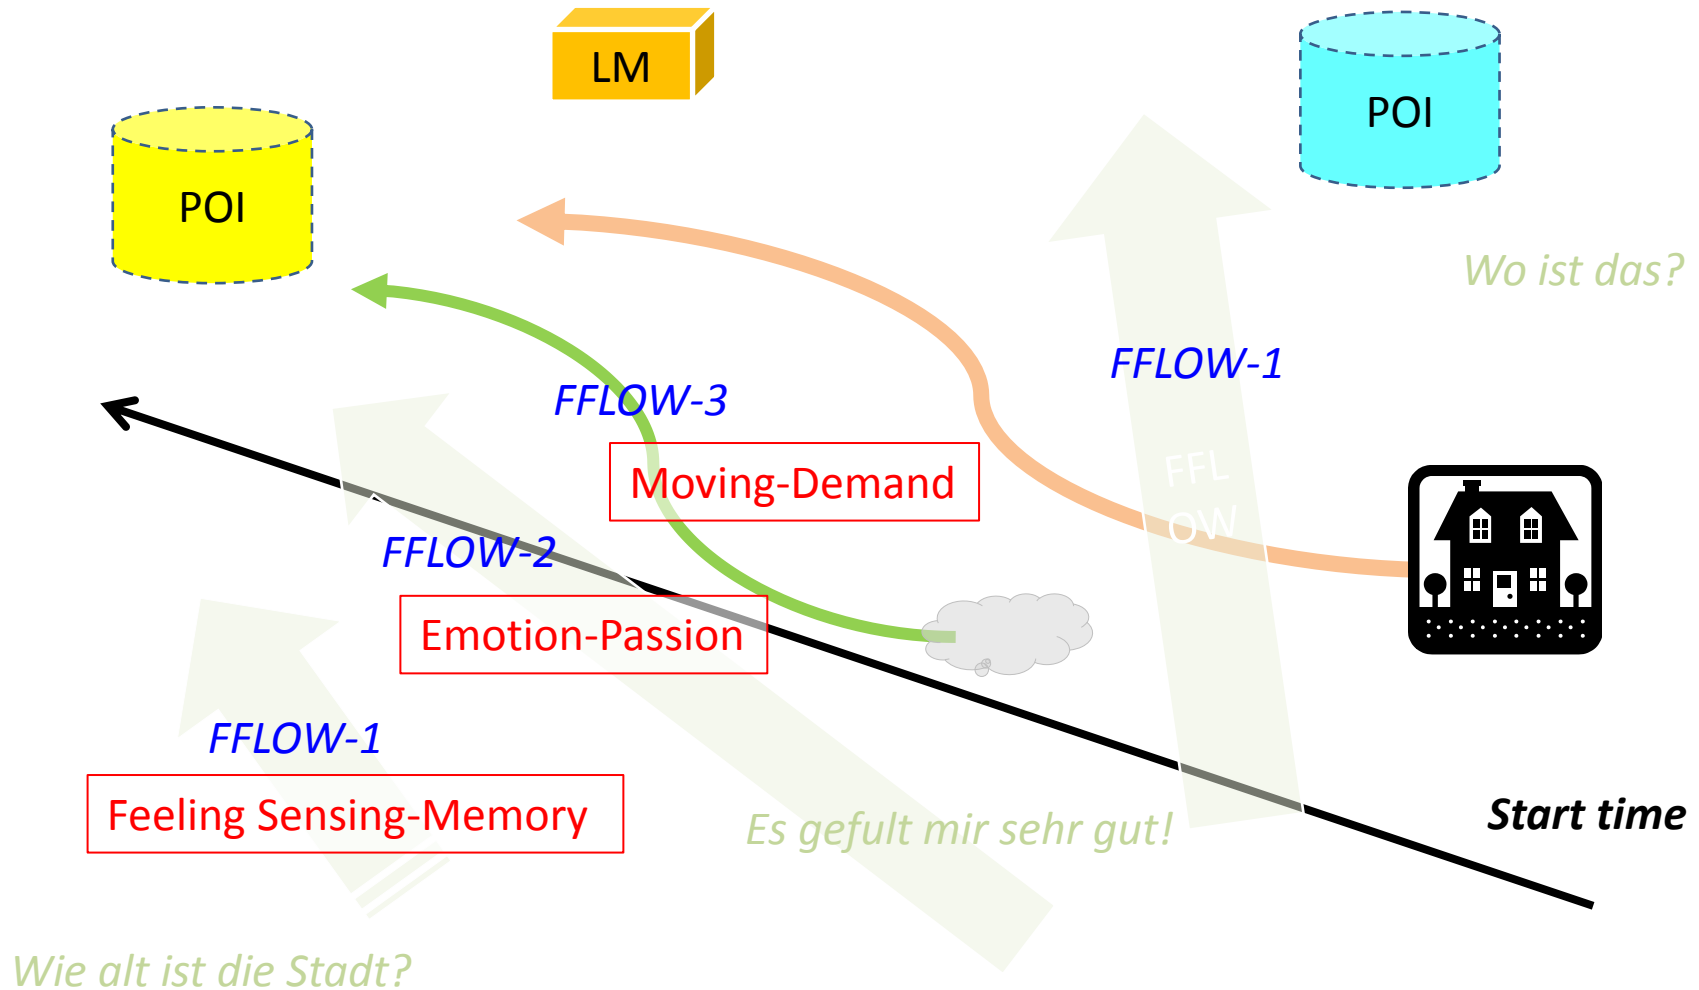 LM
POI
POI
Wo ist das?
FFLOW-1
FFLOW-3
FFL
OW
Moving-Demand
FFLOW-2
Emotion-Passion
FFLOW-1
Feeling Sensing-Memory
Start time
Es gefult mir sehr gut!
Wie alt ist die Stadt?